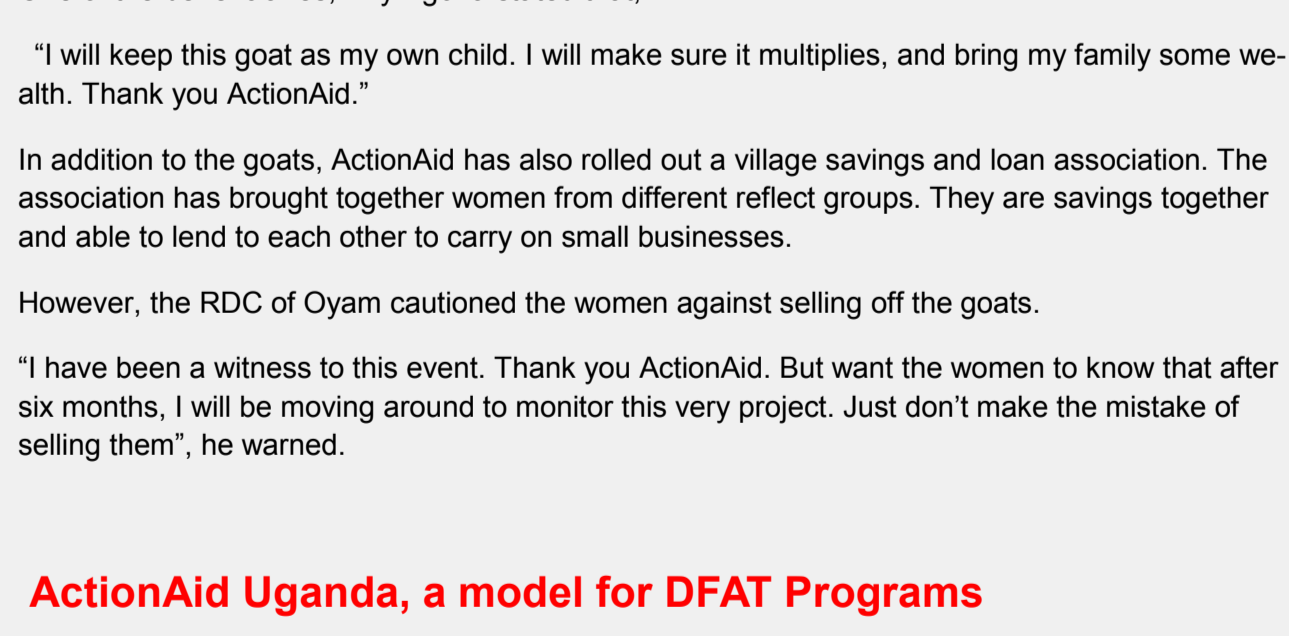 “I will keep this goat as my own child. I will make sure it multiplies, and bring my family some we-
alth. Thank you ActionAid.”
In addition to the goats, ActionAid has also rolled out a village savings and loan association. The
association has brought together women from different reflect groups. They are savings together
and able to lend to each other to carry on small businesses.
However, the RDC of Oyam cautioned the women against selling off the goats.
“I have been a witness to this event. Thank you ActionAid. But want the women to know that after
six months, I will be moving around to monitor this very project. Just don’t make the mistake of
selling them”, he warned.
ActionAid Uganda, a model for DFAT Programs